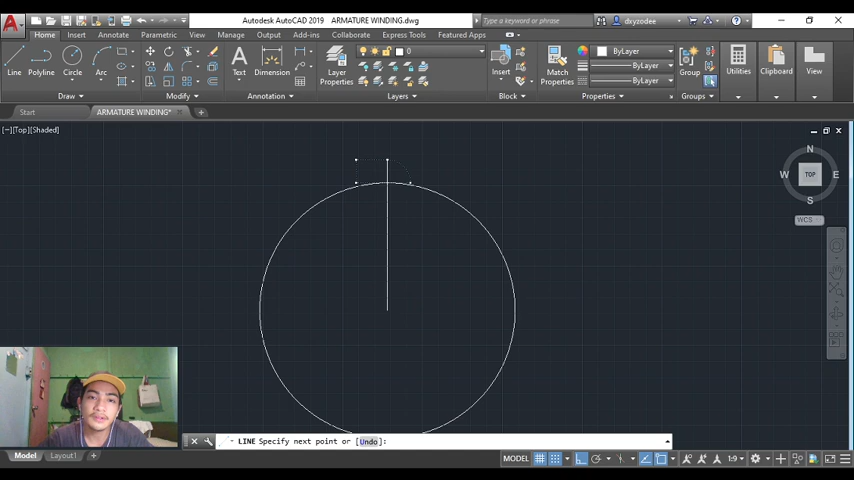 Autodesk AutoCAD 2019 ARMATURE WINDING.dwg
Type a keyword or phrase
dixyzodee
Home Insert Annotate Parametric View Manage Output Add-ins Collaborate Express Tools Featured Apps
Line Polyline Circle Arc
Text Dimension
Layer Properties
0
Insert
Match Properties
ByLayer
ByLayer
ByLayer
Group
Utilities
Clipboard
View
Draw Modify Annotation Layers Block Properties Groups
Start ARMATURE WINDING*
[−][Top][Shaded]
N
W TOP E
S
WCS
LINE Specify next point or [Undo]:
Model Layout1
MODEL 1:9